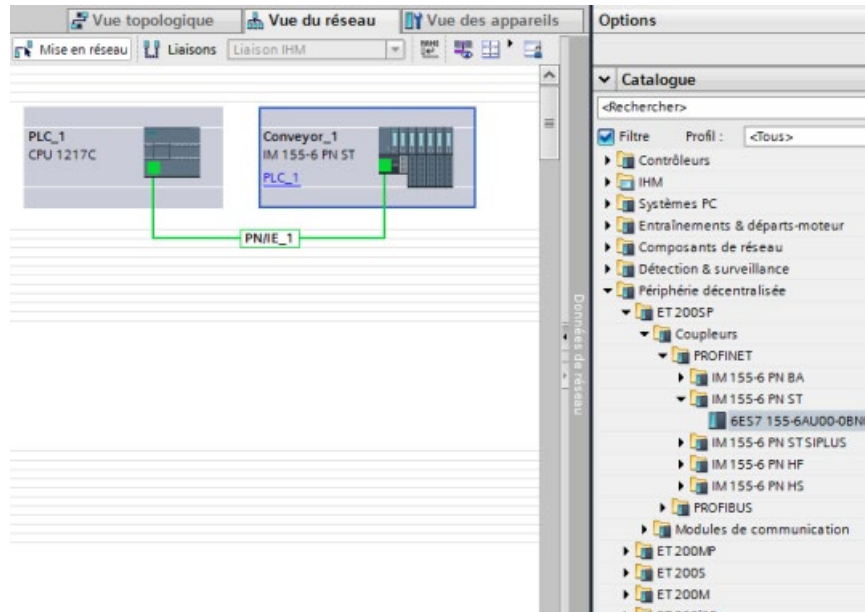 Vue topologique
Vue du réseau
Vue des appareils
Options
Mise en réseau
Liaisons
Liaison IHM
Catalogue
<Rechercher>
Filtre
Profil :
<Tous>
PLC_1
CPU 1217C
Conveyor_1
IM 155-6 PN ST
PLC_1
PN/IE_1
Données de réseau
Contrôleurs
IHM
Systèmes PC
Entraînements & départs-moteur
Composants de réseau
Détection & surveillance
Périphérie décentralisée
ET 200SP
Coupleurs
PROFINET
IM 155-6 PN BA
IM 155-6 PN ST
6ES7 155-6AU00-0BN
IM 155-6 PN ST SIPLUS
IM 155-6 PN HF
IM 155-6 PN HS
PROFIBUS
Modules de communication
ET 200MP
ET 200S
ET 200M